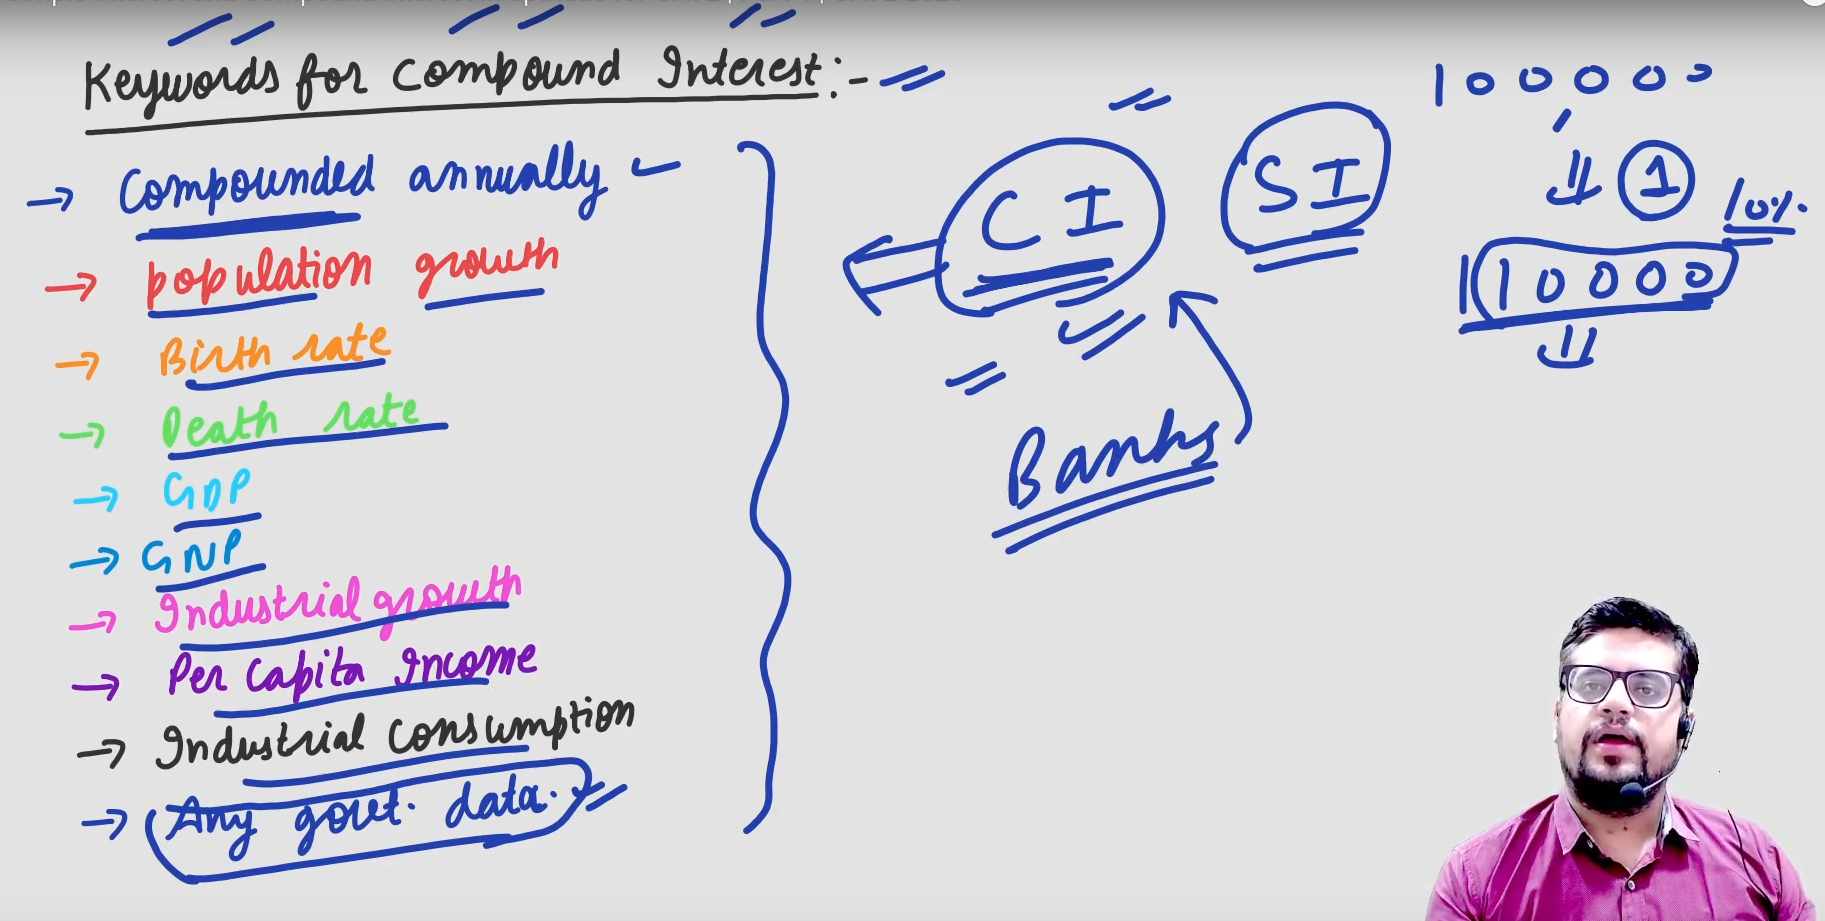 Keywords for Compound Interest:-
→ Compounded annually
→ population growth
→ Birth rate
→ Death rate
→ GDP
→ GNP
→ Industrial growth
→ Per Capita Income
→ Industrial Consumption
→ Any govt. data.
CI
SI
Banks
100000
1
10%
110000